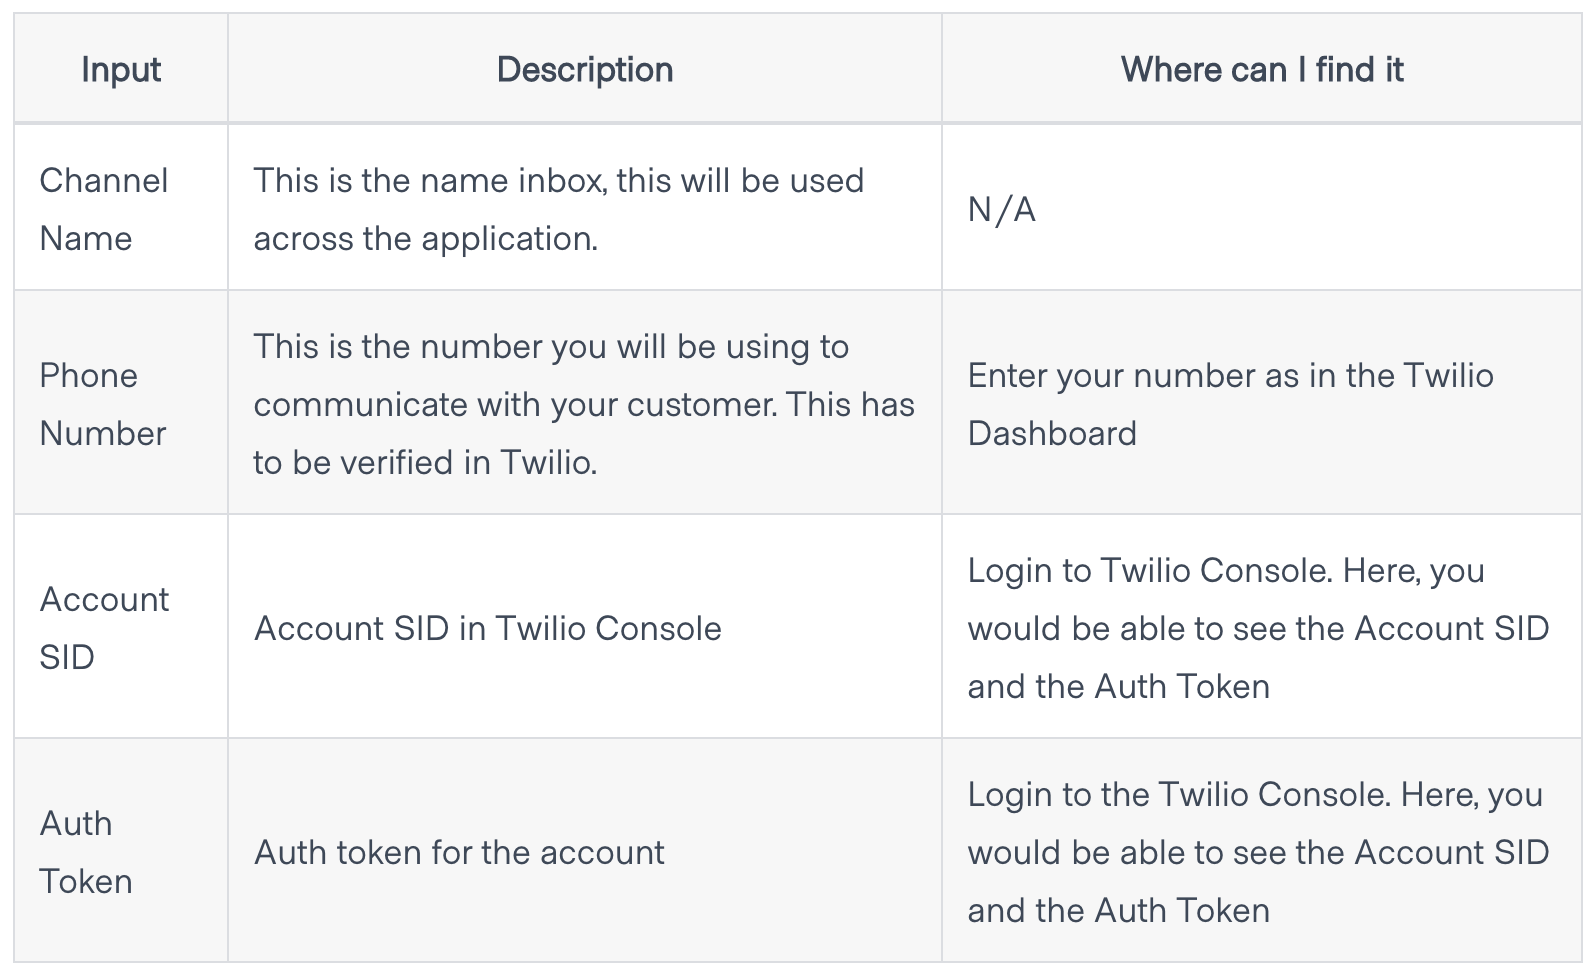 Input
Description
Where can I find it
Channel
Name
This is the name inbox, this will be used
across the application.
N/A
Phone
Number
This is the number you will be using to
communicate with your customer. This has
to be verified in Twilio.
Enter your number as in the Twilio
Dashboard
Account
SID
Account SID in Twilio Console
Login to Twilio Console. Here, you
would be able to see the Account SID
and the Auth Token
Auth
Token
Auth token for the account
Login to the Twilio Console. Here, you
would be able to see the Account SID
and the Auth Token